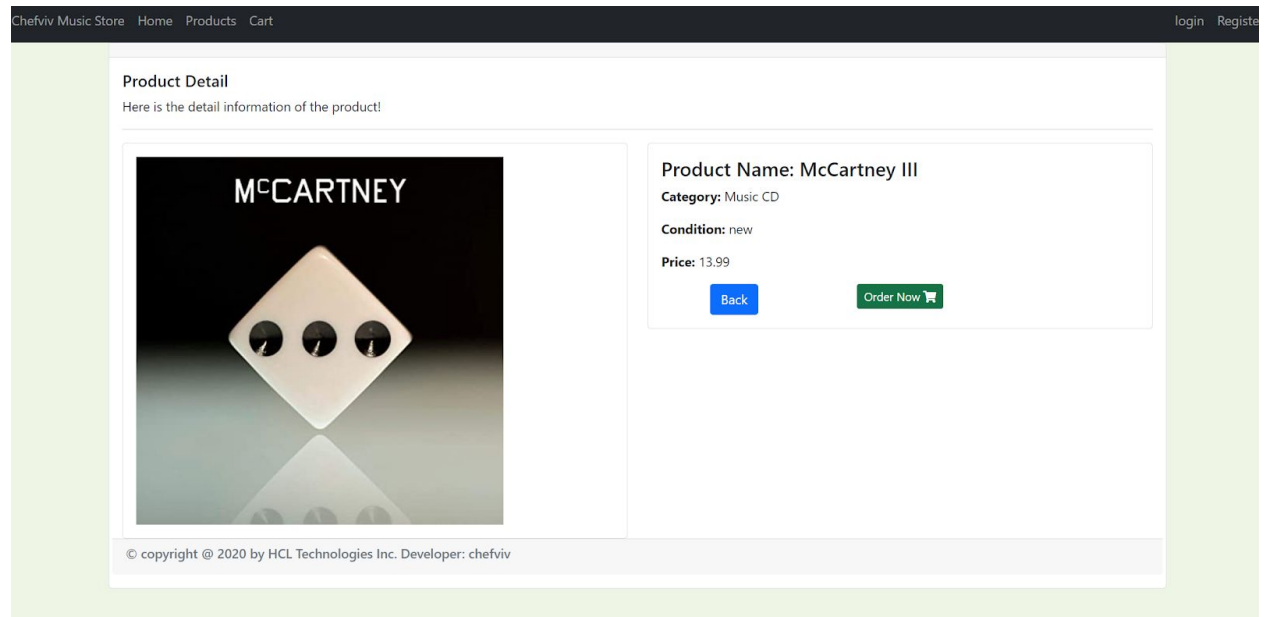 Chefviv Music Store Home Products Cart login Registe
Product Detail
Here is the detail information of the product!
McCARTNEY
Product Name: McCartney III
Category: Music CD
Condition: new
Price: 13.99
Back Order Now
© copyright @ 2020 by HCL Technologies Inc. Developer: chefviv